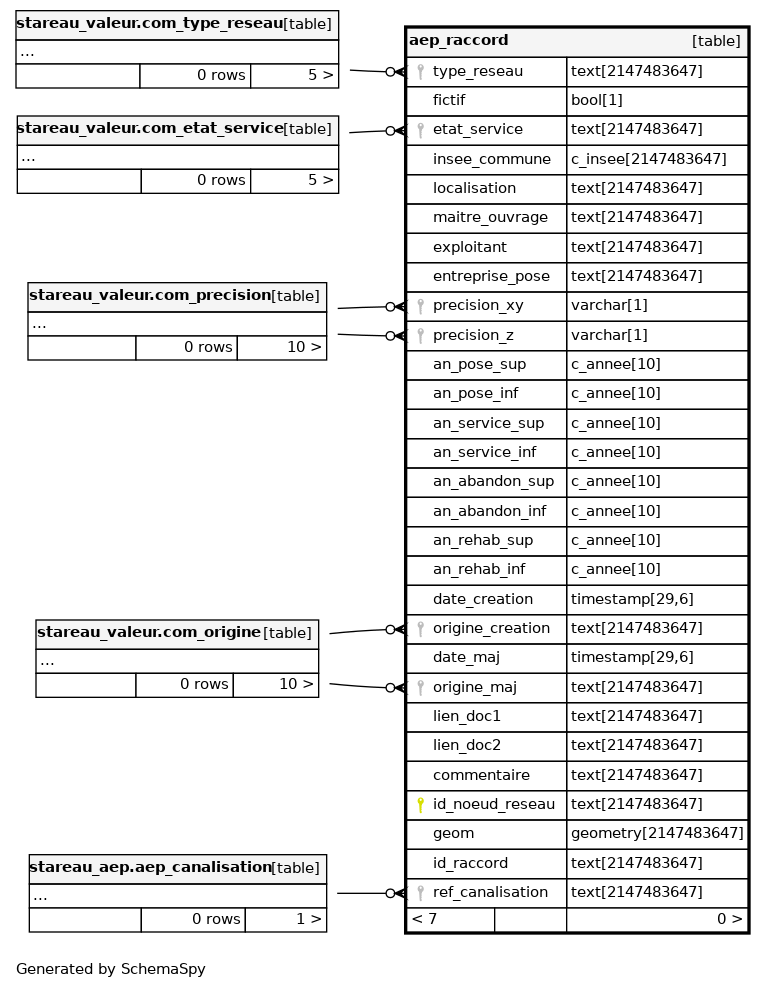 stareau_valeur.com_type_reseau[table]
...
0 rows 5 >
stareau_valeur.com_etat_service[table]
...
0 rows 5 >
stareau_valeur.com_precision[table]
...
0 rows 10 >
stareau_valeur.com_origine [table]
...
0 rows 10 >
stareau_aep.aep_canalisation[table]
...
0 rows 1 >
aep_raccord [table]
type_reseau text[2147483647]
fictif bool[1]
etat_service text[2147483647]
insee_commune c_insee[2147483647]
localisation text[2147483647]
maitre_ouvrage text[2147483647]
exploitant text[2147483647]
entreprise_pose text[2147483647]
precision_xy varchar[1]
precision_z varchar[1]
an_pose_sup c_annee[10]
an_pose_inf c_annee[10]
an_service_sup c_annee[10]
an_service_inf c_annee[10]
an_abandon_sup c_annee[10]
an_abandon_inf c_annee[10]
an_rehab_sup c_annee[10]
an_rehab_inf c_annee[10]
date_creation timestamp[29,6]
origine_creation text[2147483647]
date_maj timestamp[29,6]
origine_maj text[2147483647]
lien_doc1 text[2147483647]
lien_doc2 text[2147483647]
commentaire text[2147483647]
id_noeud_reseau text[2147483647]
geom geometry[2147483647]
id_raccord text[2147483647]
ref_canalisation text[2147483647]
< 7 0 >
Generated by SchemaSpy